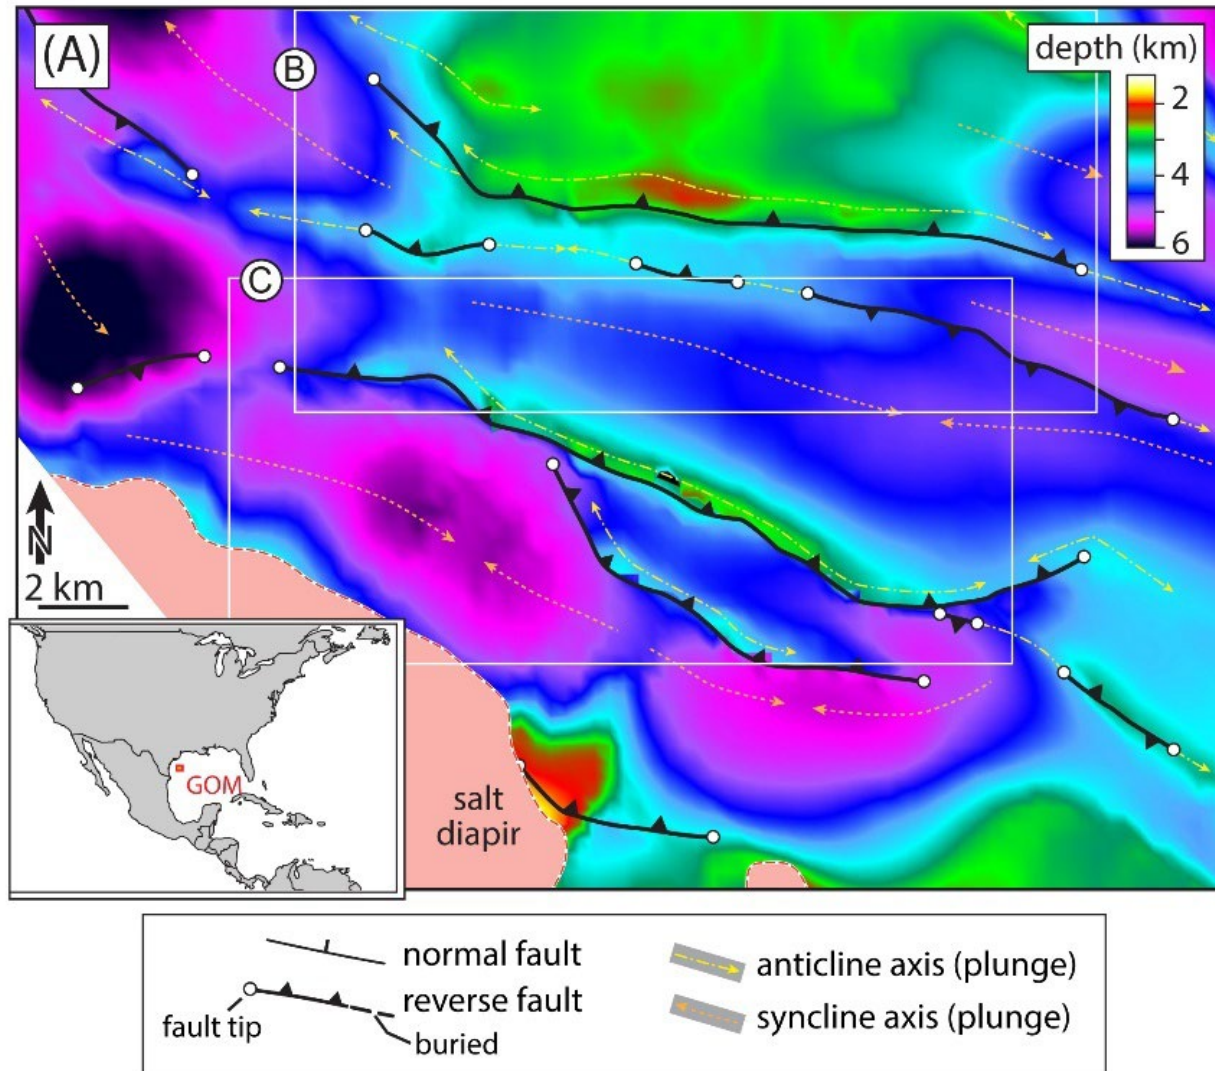 (A)
B
depth (km)
2
4
6
C
N
2 km
GOM
salt
diapir
normal fault
reverse fault
fault tip
buried
anticline axis (plunge)
syncline axis (plunge)